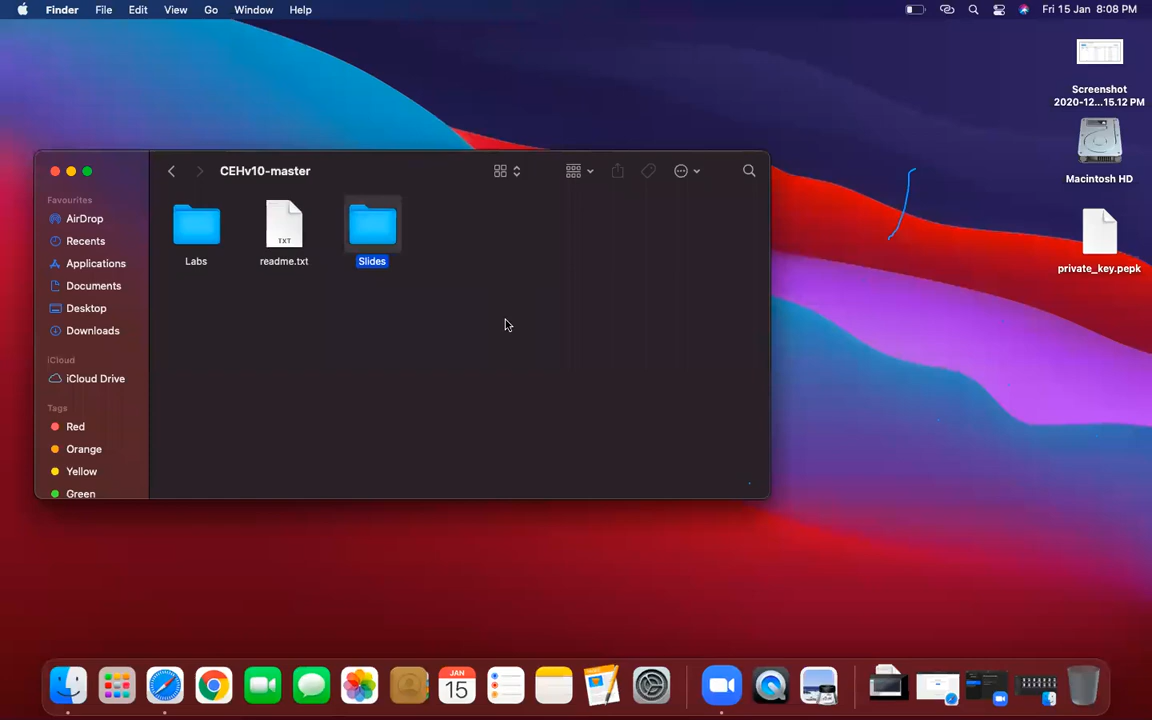 Finder File Edit View Go Window Help Fri 15 Jan 8:08 PM
Screenshot
2020-12...15.12 PM
Macintosh HD
private_key.pepk
CEHv10-master
Favourites
AirDrop
Recents
Applications
Documents
Desktop
Downloads
iCloud
iCloud Drive
Tags
Red
Orange
Yellow
Green
Labs
TXT
readme.txt
Slides
JAN
15